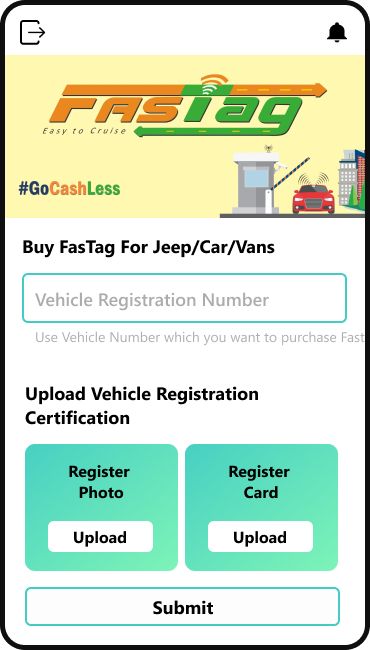 FASTag
Easy to Cruise
#GoCashLess
Buy FasTag For Jeep/Car/Vans
Vehicle Registration Number
Use Vehicle Number which you want to purchase Fast
Upload Vehicle Registration
Certification
Register
Photo
Upload
Register
Card
Upload
Submit